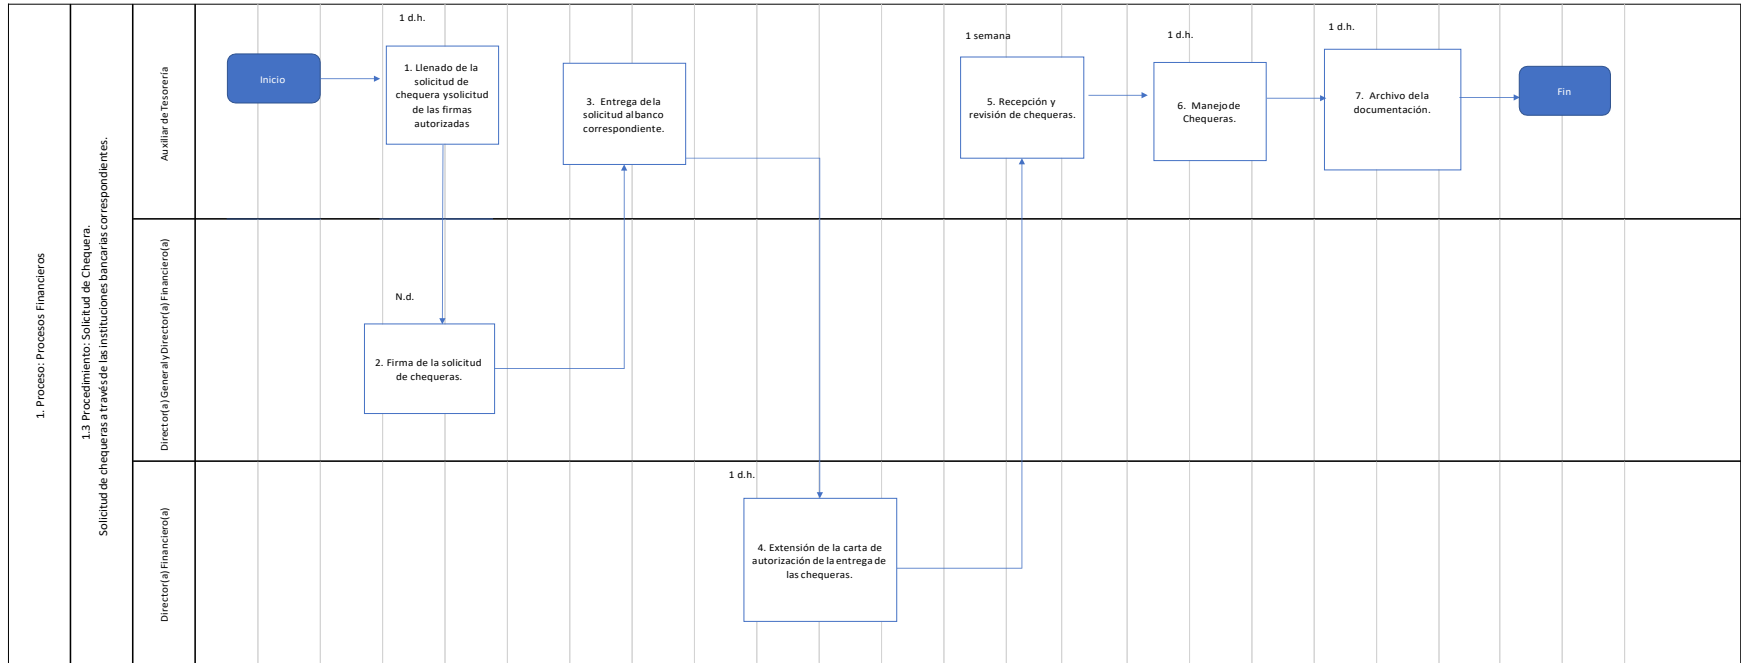 1. Proceso: Procesos Financieros
1.3 Procedimiento: Solicitud de Chequera.
Solicitud de chequeras a través de las instituciones bancarias correspondientes.
Auxiliar de Tesorería
Inicio
1 d.h.
1. Llenado de la
solicitud de
chequera y solicitud
de las firmas
autorizadas
3. Entrega de la
solicitud al banco
correspondiente.
1 semana
5. Recepción y
revisión de chequeras.
1 d.h.
6. Manejo de
Chequeras.
1 d.h.
7. Archivo de la
documentación.
Fin
Director(a) General y Director(a) Financiero(a)
N.d.
2. Firma de la solicitud
de chequeras.
Director(a) Financiero(a)
1 d.h.
4. Extensión de la carta de
autorización de la entrega de
las chequeras.